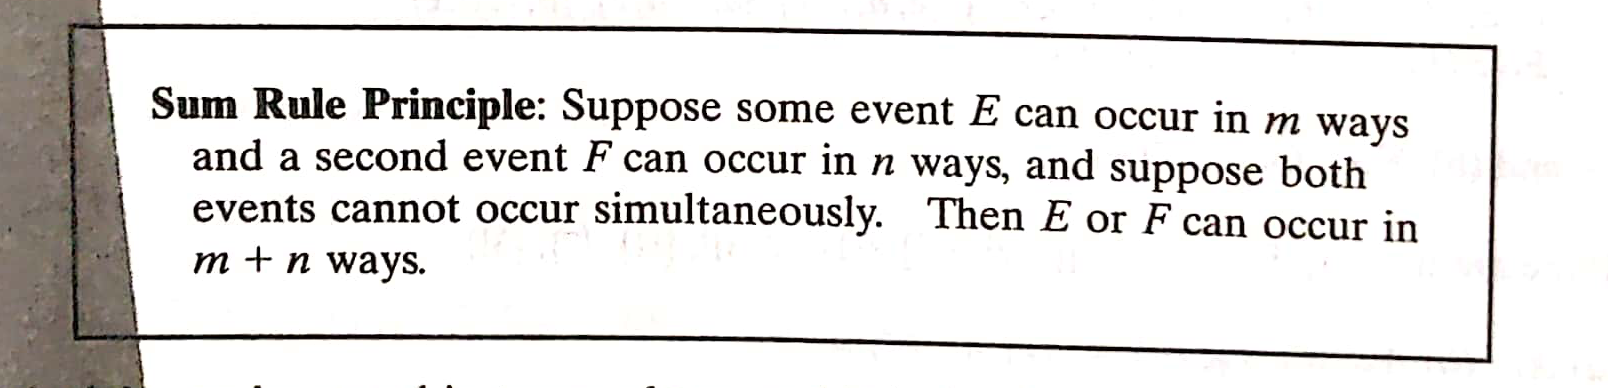 Sum Rule Principle: Suppose some event E can occur in m ways
and a second event F can occur in n ways, and suppose both
events cannot occur simultaneously. Then E or F can occur in
m + n ways.